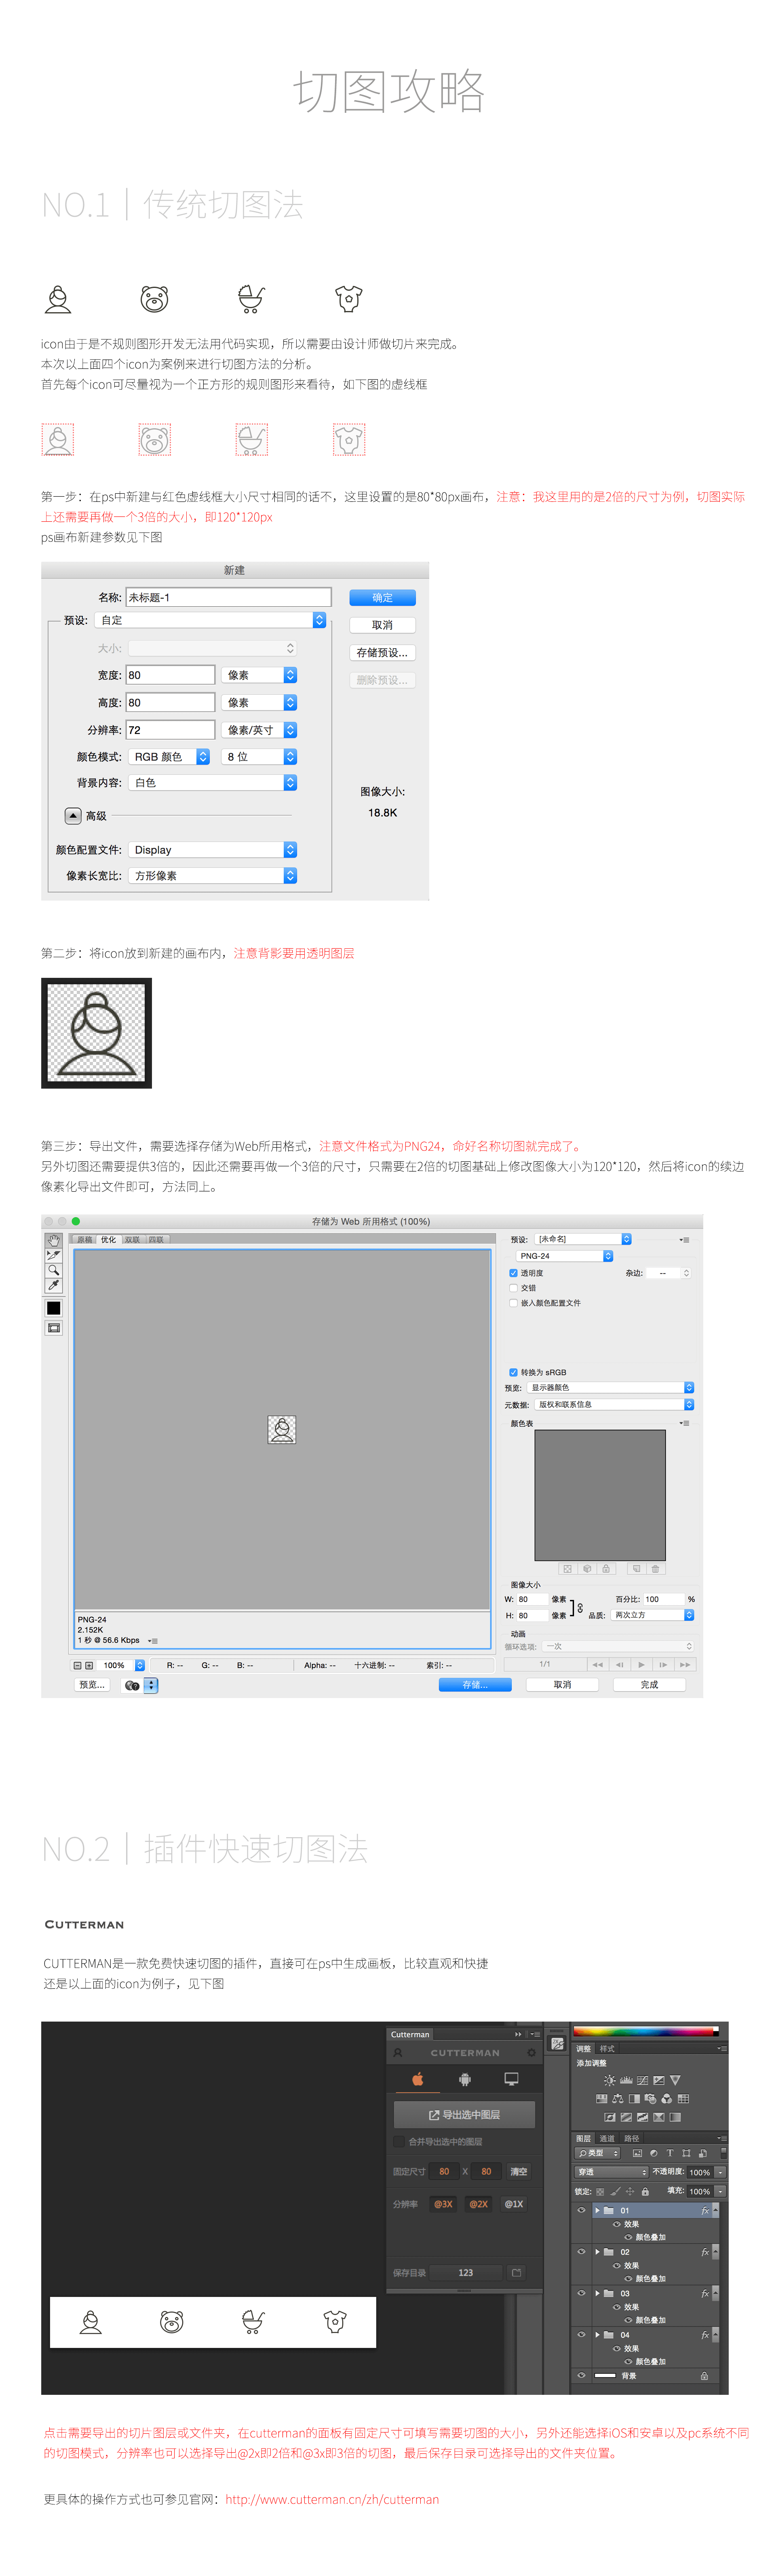 切图攻略
NO.1｜传统切图法
icon由于是不规则图形开发无法用代码实现，所以需要由设计师做切片来完成。
本次以上面四个icon为案例来进行切图方法的分析。
首先每个icon可尽量视为一个正方形的规则图形来看待，如下图的虚线框
第一步：在ps中新建与红色虚线框大小尺寸相同的话不，这里设置的是80*80px画布，注意：我这里用的是2倍的尺寸为例，切图实际
上还需要再做一个3倍的大小，即120*120px
ps画布新建参数见下图
新建
名称: 未标题-1
确定
预设: 自定
取消
大小:
存储预设...
宽度: 80 像素
删除预设...
高度: 80 像素
分辨率: 72 像素/英寸
颜色模式: RGB 颜色 8 位
背景内容: 白色
图像大小:
高级
18.8K
颜色配置文件: Display
像素长宽比: 方形像素
第二步：将icon放到新建的画布内，注意背影要用透明图层
第三步：导出文件，需要选择存储为Web所用格式，注意文件格式为PNG24，命好名称切图就完成了。
另外切图还需要提供3倍的，因此还需要再做一个3倍的尺寸，只需要在2倍的切图基础上修改图像大小为120*120，然后将icon的续边
像素化导出文件即可，方法同上。
存储为 Web 所用格式 (100%)
原稿 优化 双联 四联
预设: [未命名]
PNG-24
透明度 杂边: --
交错
嵌入颜色配置文件
转换为 sRGB
预览: 显示器颜色
元数据: 版权和联系信息
颜色表
图像大小
W: 80 像素 百分比: 100 %
H: 80 像素 品质: 两次立方
动画
循环选项: 一次
1/1
PNG-24
2.152K
1 秒 @ 56.6 Kbps
100% R: -- G: -- B: -- Alpha: -- 十六进制: -- 索引: --
预览... 存储... 取消 完成
NO.2｜插件快速切图法
CUTTERMAN
CUTTERMAN是一款免费快速切图的插件，直接可在ps中生成画板，比较直观和快捷
还是以上面的icon为例子，见下图
Cutterman
CUTTERMAN
导出选中图层
合并导出选中的图层
固定尺寸 80 X 80 清空
分辨率 @3X @2X @1X
保存目录 123
调整 样式
添加调整
图层 通道 路径
类型
穿透 不透明度: 100%
锁定: 填充: 100%
01 fx
效果
颜色叠加
02 fx
效果
颜色叠加
03 fx
效果
颜色叠加
04 fx
效果
颜色叠加
背景
点击需要导出的切片图层或文件夹，在cutterman的面板有固定尺寸可填写需要切图的大小，另外还能选择iOS和安卓以及pc系统不同
的切图模式，分辨率也可以选择导出@2x即2倍和@3x即3倍的切图，最后保存目录可选择导出的文件夹位置。
更具体的操作方式也可参见官网：http://www.cutterman.cn/zh/cutterman